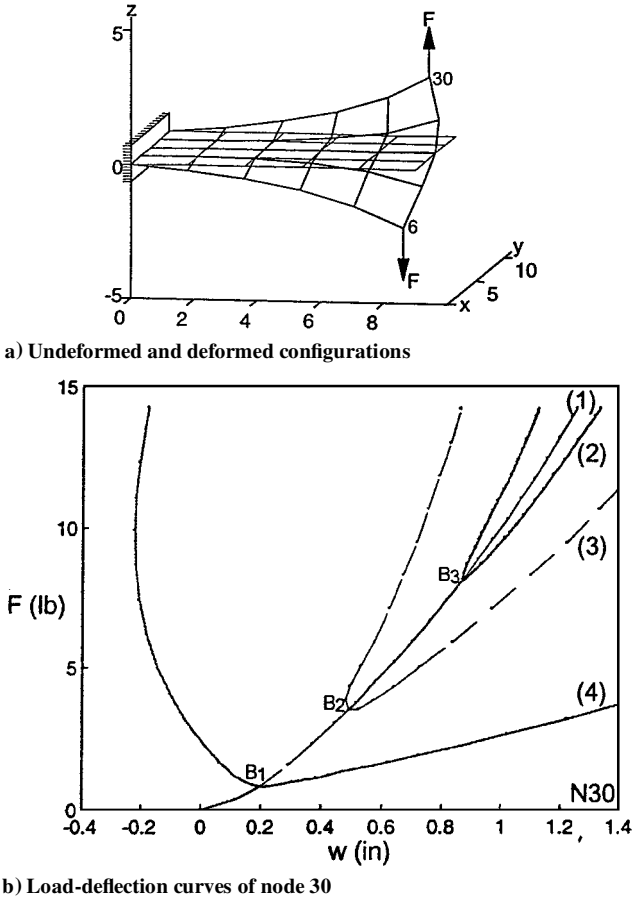 z
F
5
30
0
6
y
10
F
5
-5
x
0 2 4 6 8
a) Undeformed and deformed configurations
15
(1)
(2)
10
B3
(3)
F (lb)
5
B2
(4)
B1
N30
0
-0.4 -0.2 0 0.2 0.4 0.6 0.8 1 1.2 1.4
w (in)
b) Load-deflection curves of node 30